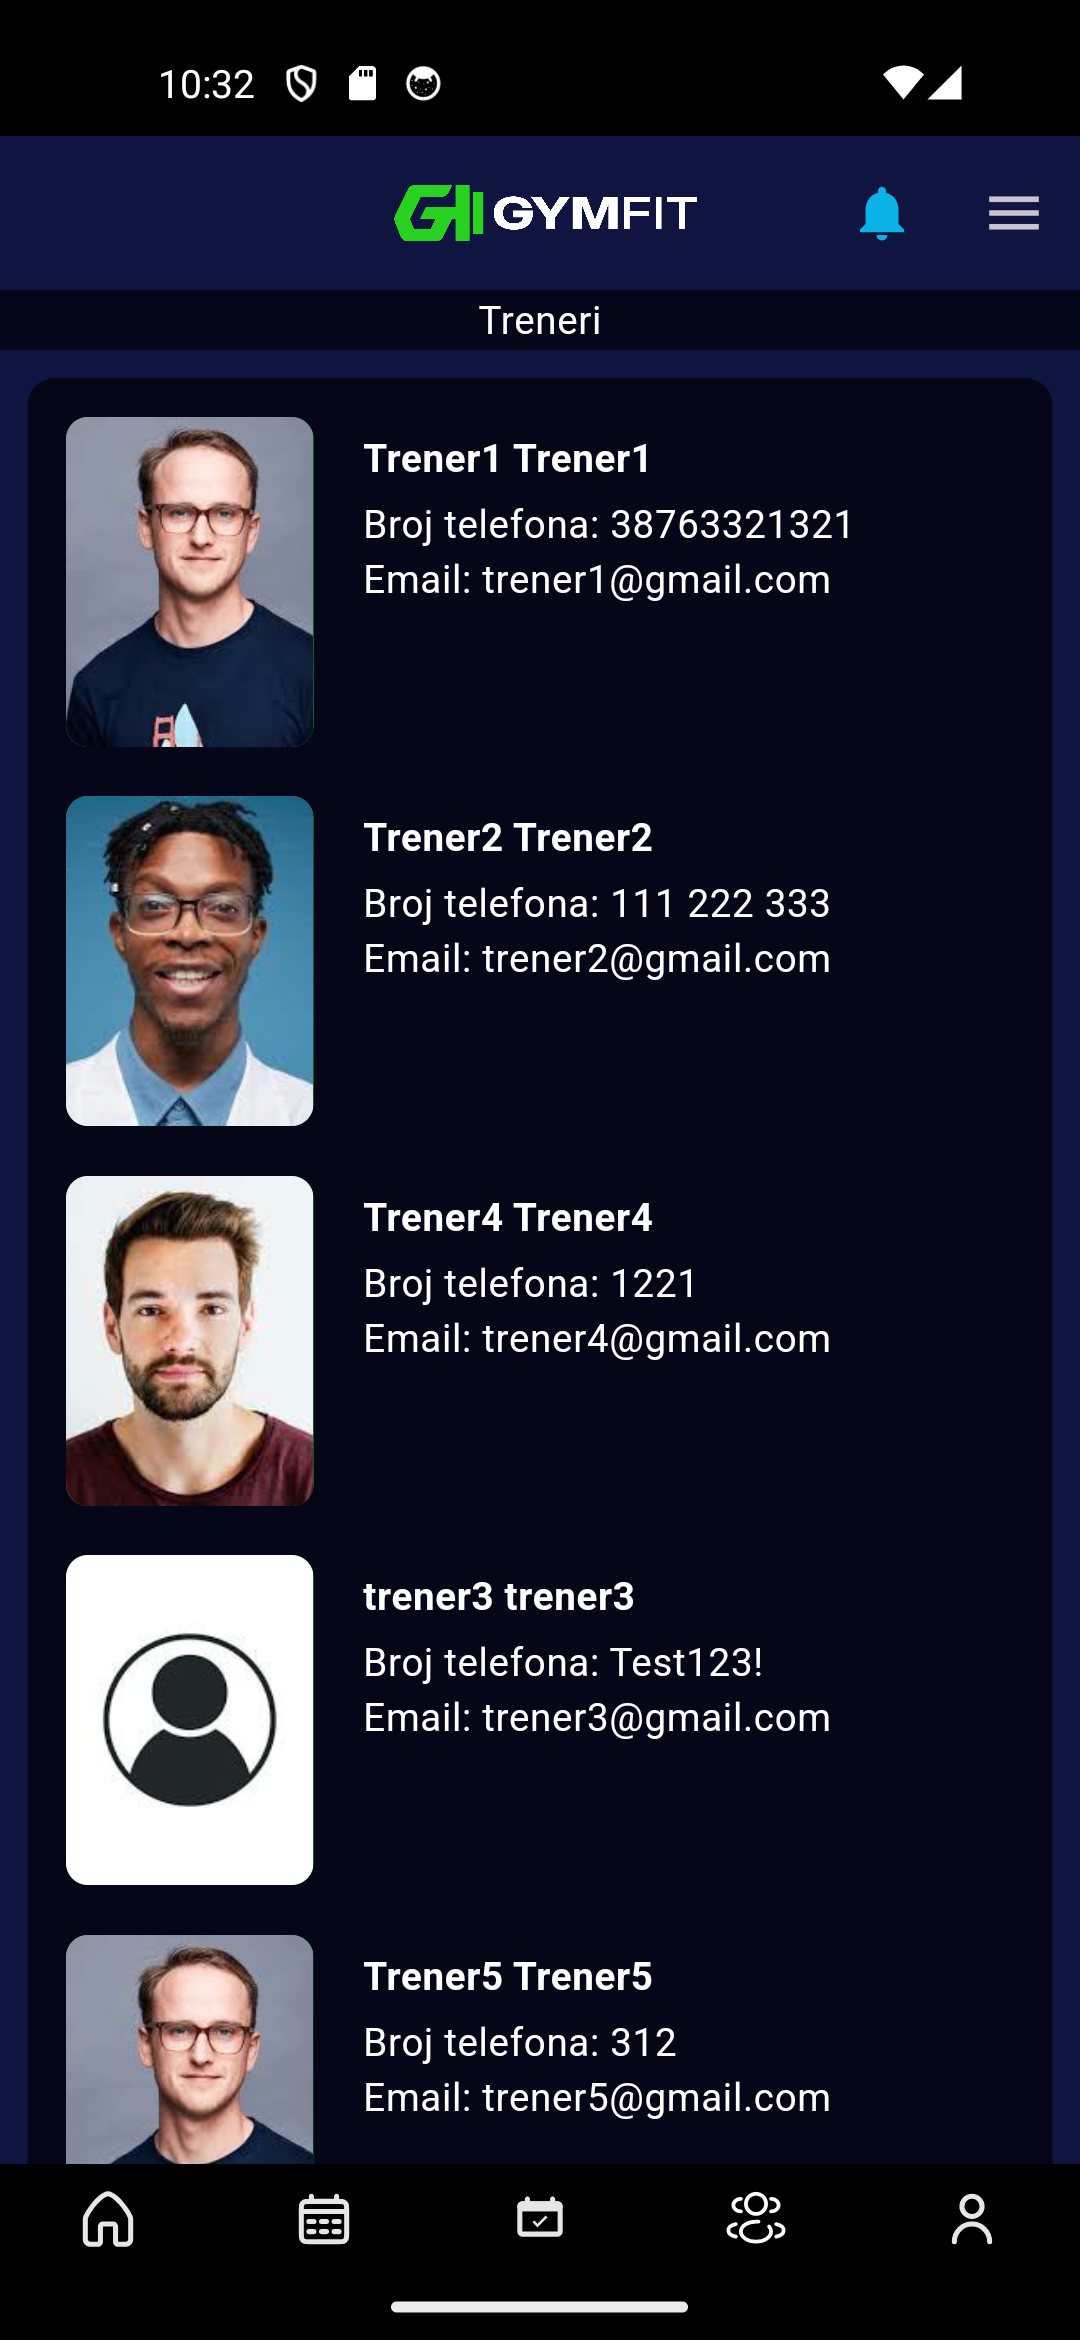 10:32
GYMFIT
Treneri
Trener1 Trener1
Broj telefona: 38763321321
Email: trener1@gmail.com
Trener2 Trener2
Broj telefona: 111 222 333
Email: trener2@gmail.com
Trener4 Trener4
Broj telefona: 1221
Email: trener4@gmail.com
trener3 trener3
Broj telefona: Test123!
Email: trener3@gmail.com
Trener5 Trener5
Broj telefona: 312
Email: trener5@gmail.com